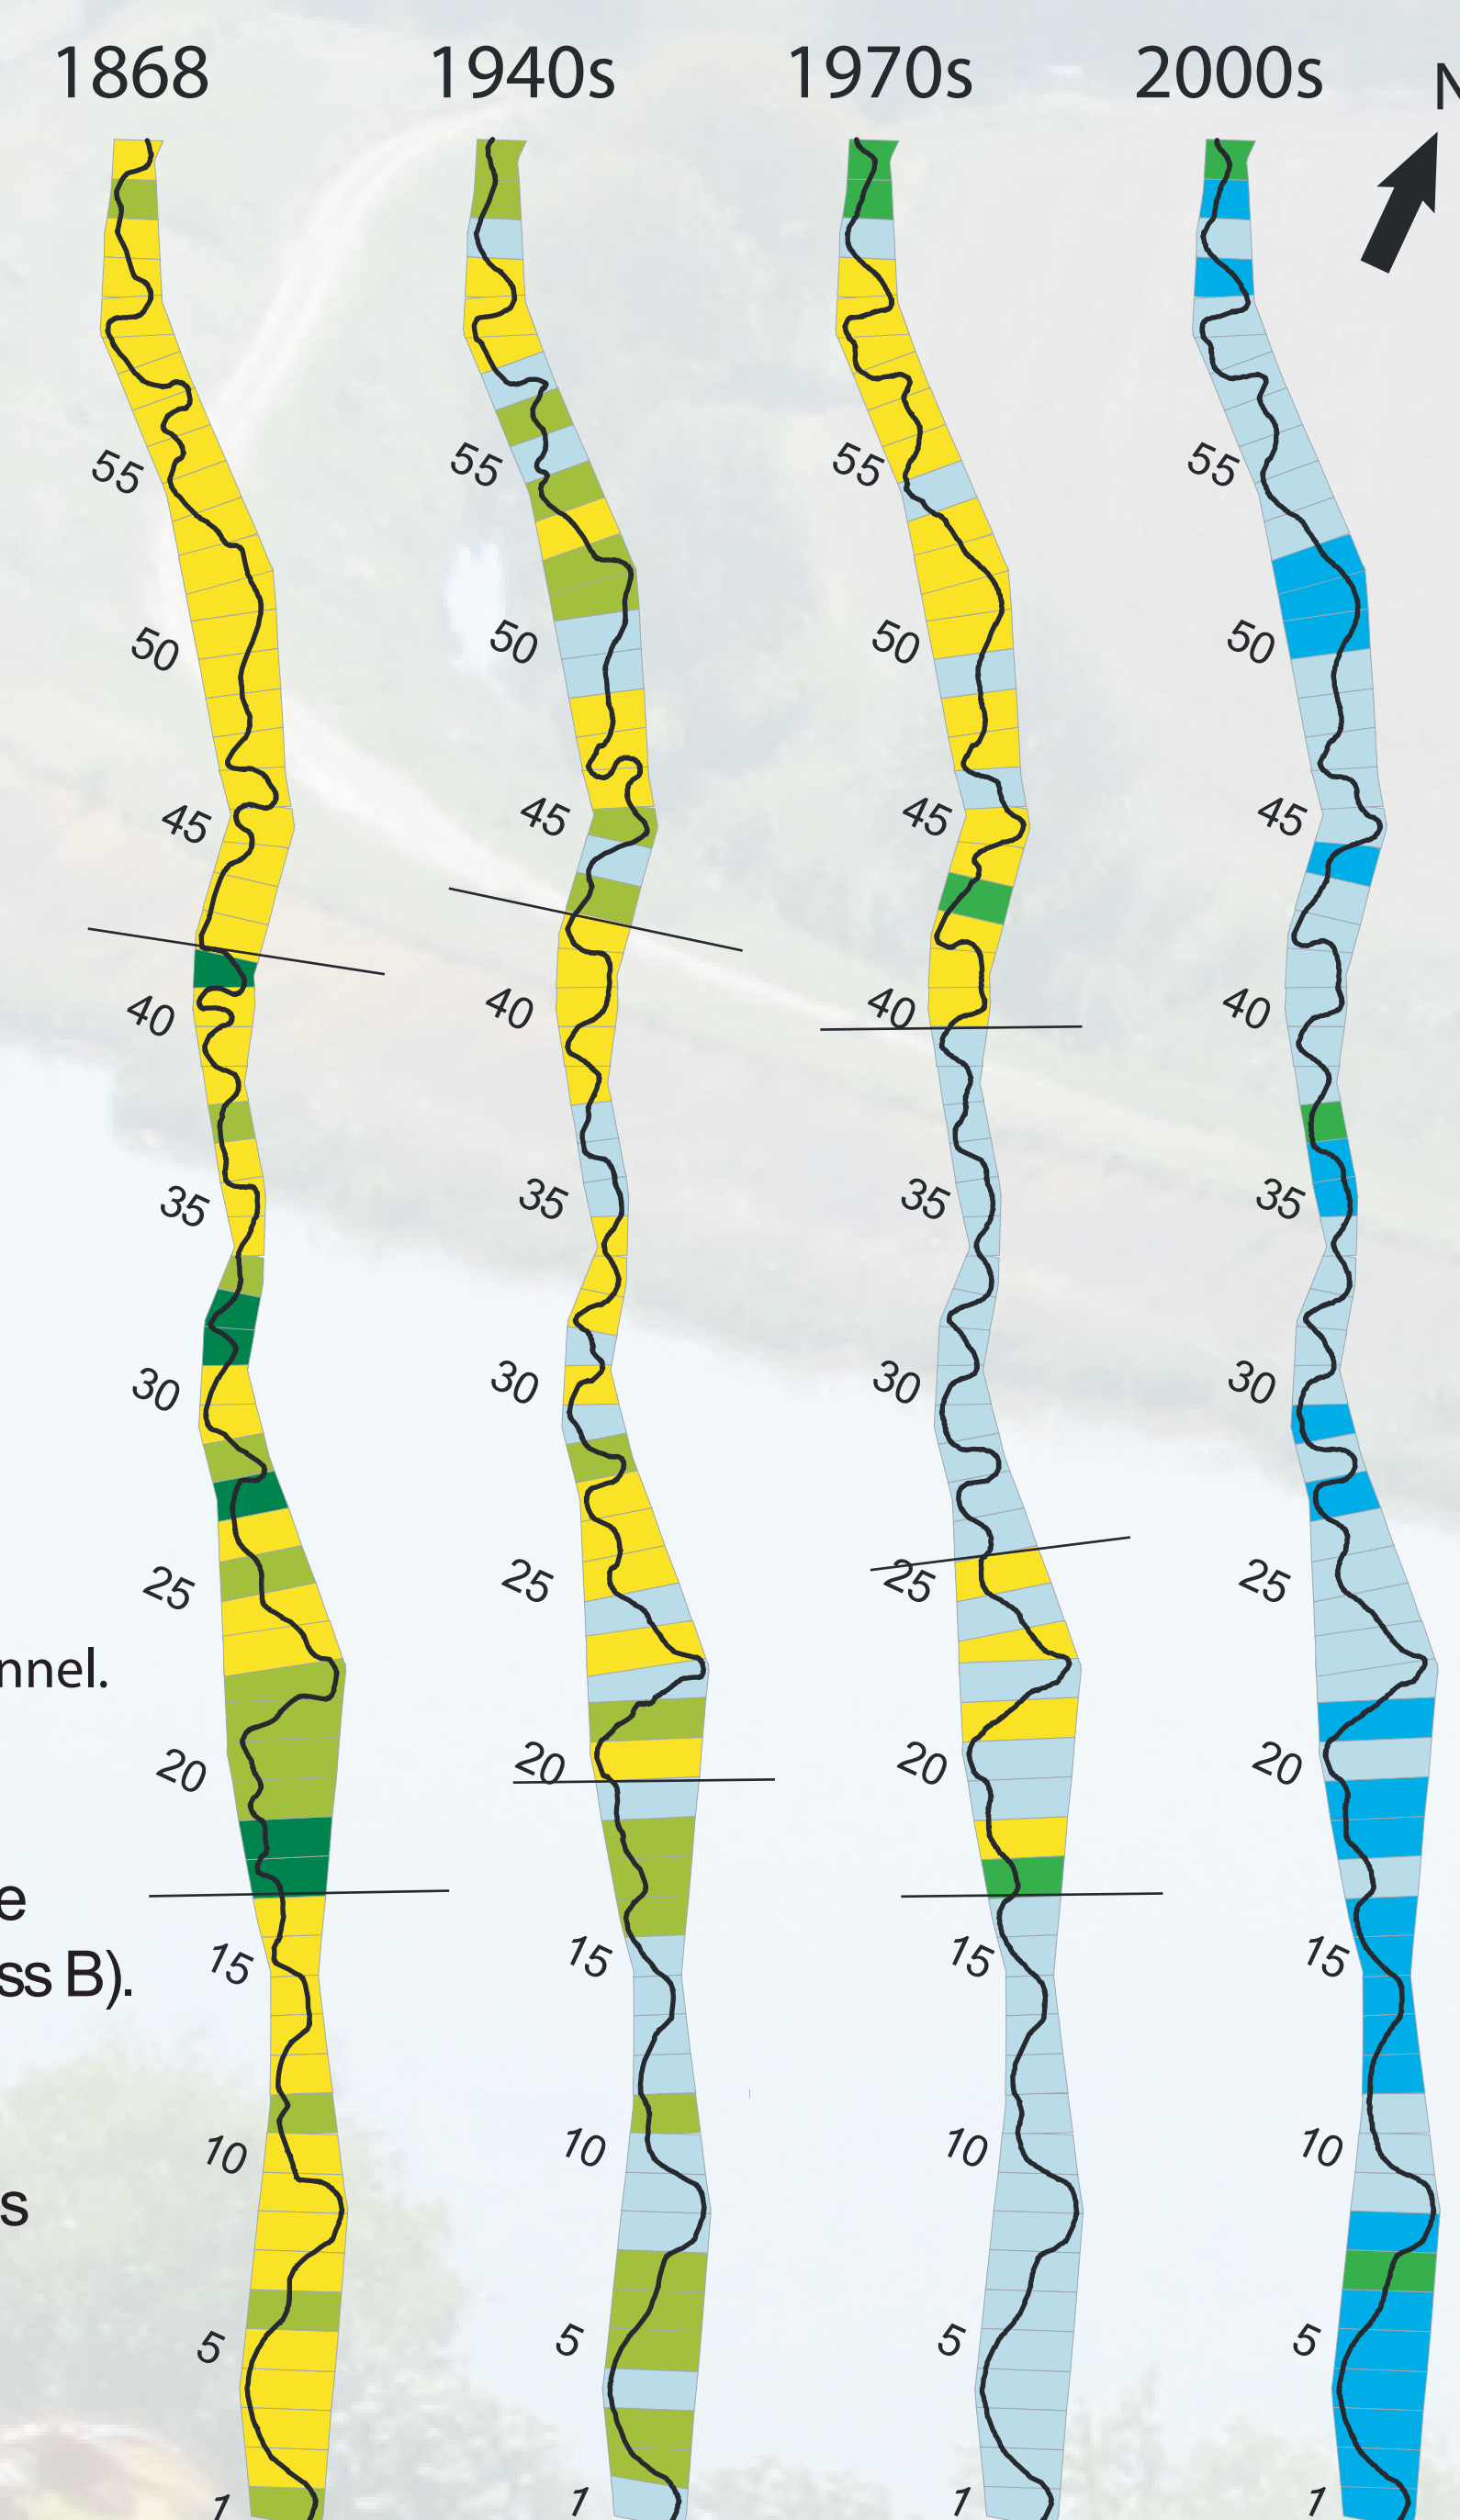 1868 1940s 1970s 2000s N
55 55 55 55
50 50 50 50
45 45 45 45
40 40 40 40
35 35 35 35
30 30 30 30
25 25 25 25
nnel.
20 20 20 20
e
15 15 15 15
ss B).
10 10 10 10
s
5 5 5 5
1 1 1 1